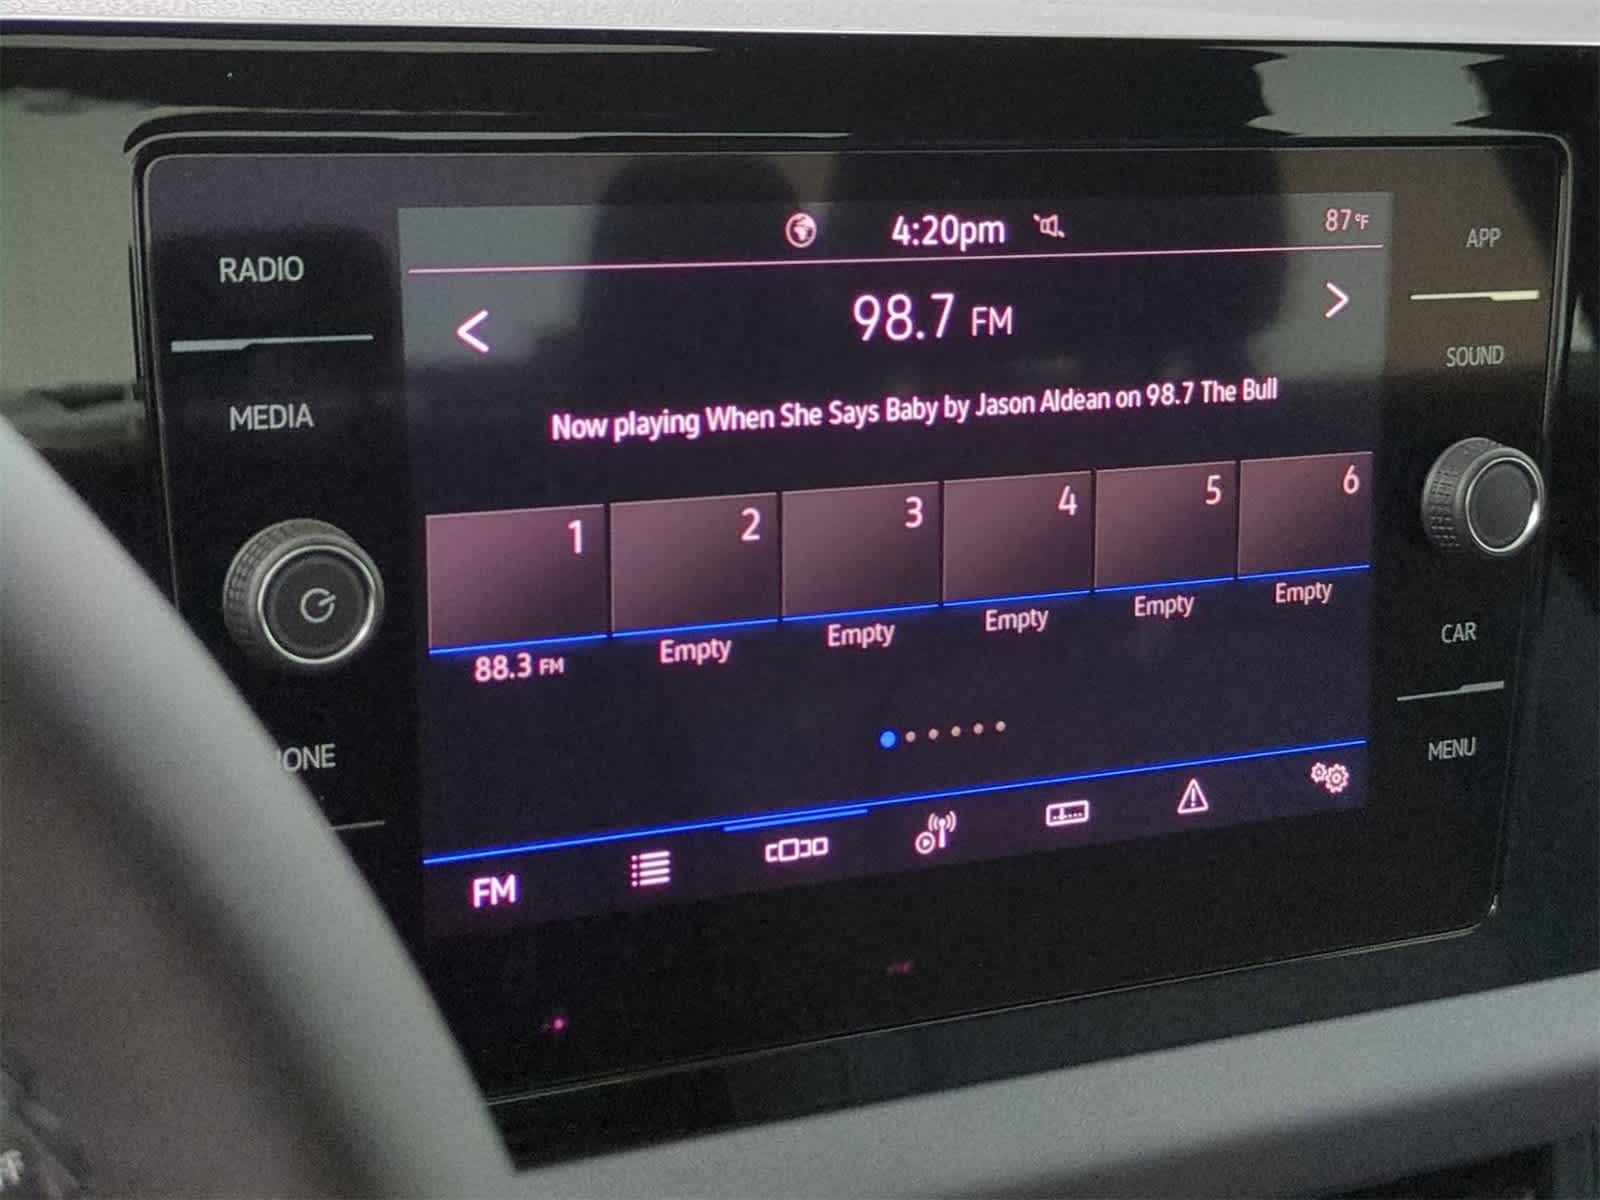 4:20pm
87°F
RADIO
APP
98.7 FM
SOUND
MEDIA
Now playing When She Says Baby by Jason Aldean on 98.7 The Bull
1 2 3 4 5 6
88.3 FM Empty Empty Empty Empty Empty
CAR
HONE
MENU
FM